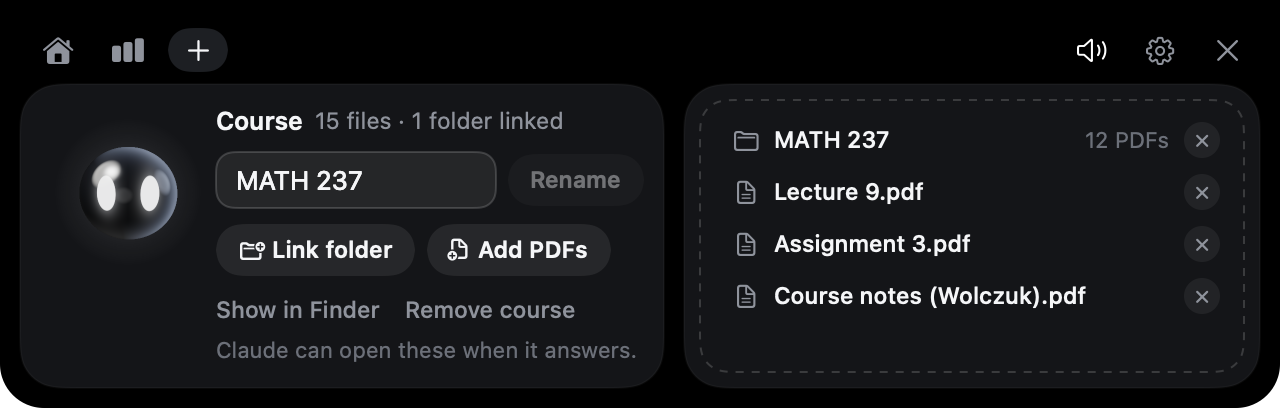 Course 15 files · 1 folder linked
MATH 237
Rename
Link folder
Add PDFs
Show in Finder
Remove course
Claude can open these when it answers.
MATH 237 12 PDFs
Lecture 9.pdf
Assignment 3.pdf
Course notes (Wolczuk).pdf